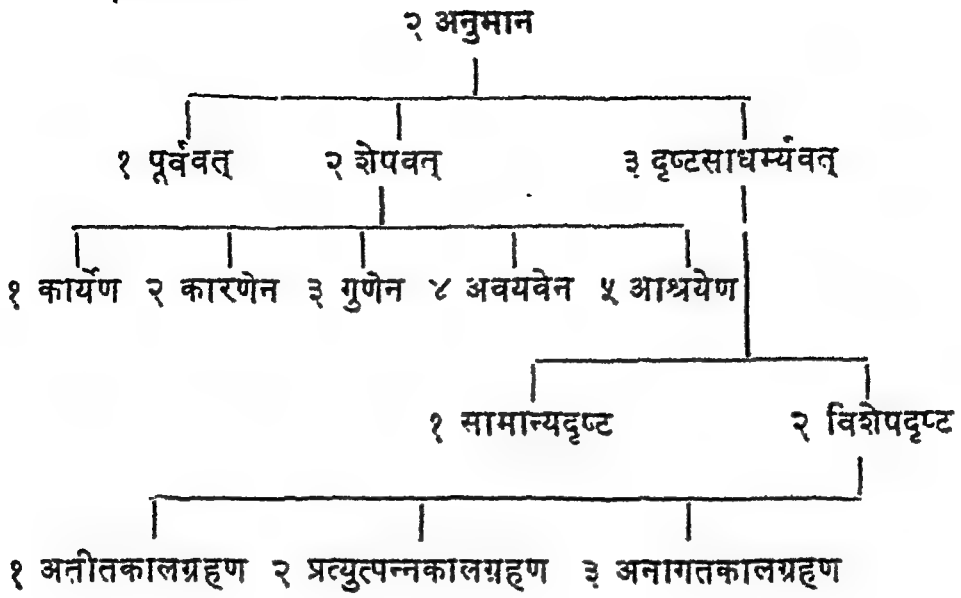 २ अनुमान
१ पूर्ववत् २ शेषवत् ३ दृष्टसाधर्म्यवत्
१ कार्येण २ कारणेन ३ गुणेन ४ अवयवेन ५ आश्रयेण
१ सामान्यदृष्ट २ विशेषदृष्ट
१ अतीतकालग्रहण २ प्रत्युत्पन्नकालग्रहण ३ अनागतकालग्रहण